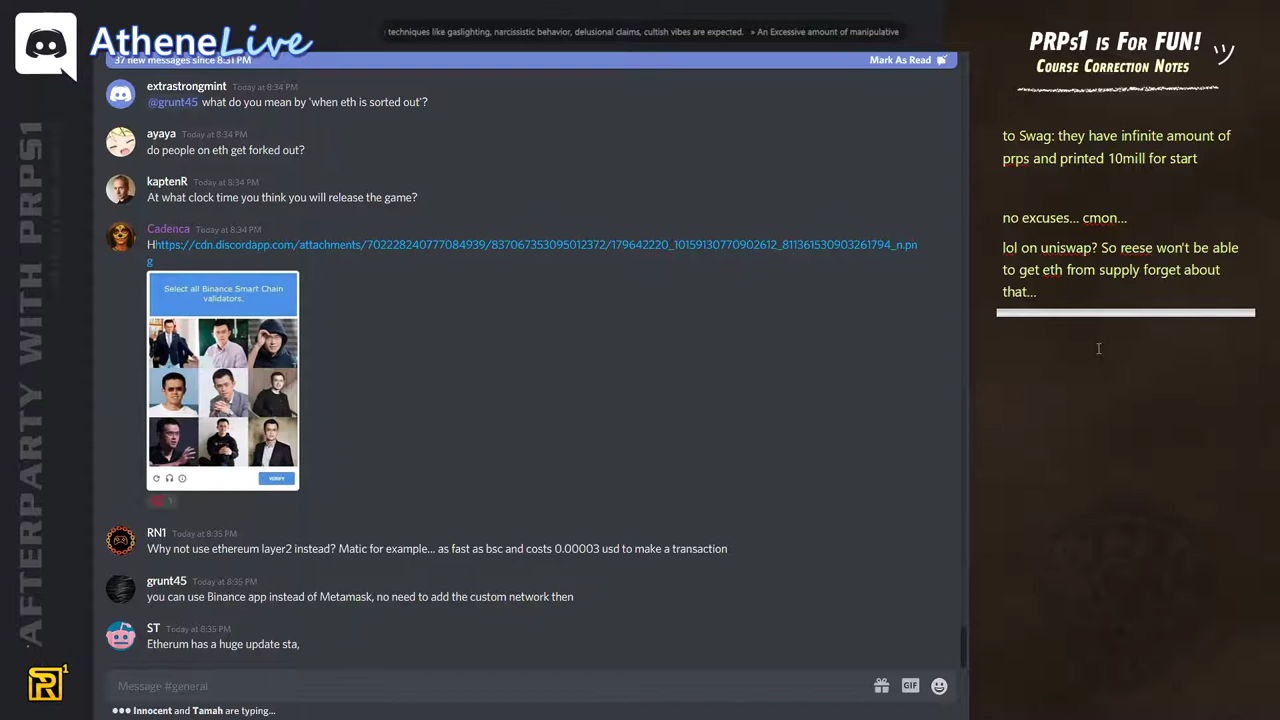 AtheneLive
techniques like gaslighting, narcissistic behavior, delusional claims, cultish vibes are expected. » An Excessive amount of manipulative
37 new messages since 8:31 PM
Mark As Read
extrastrongmint Today at 8:34 PM
@grunt45 what do you mean by 'when eth is sorted out'?
ayaya Today at 8:34 PM
do people on eth get forked out?
kaptenR Today at 8:34 PM
At what clock time you think you will release the game?
Cadenca Today at 8:34 PM
Hhttps://cdn.discordapp.com/attachments/702228240777084939/837067353095012372/179642220_10159130770902612_811361530903261794_n.pn
g
Select all Binance Smart Chain
validators.
VERIFY
1
RN1 Today at 8:35 PM
Why not use ethereum layer2 instead? Matic for example... as fast as bsc and costs 0.00003 usd to make a transaction
grunt45 Today at 8:35 PM
you can use Binance app instead of Metamask, no need to add the custom network then
ST Today at 8:35 PM
Etherum has a huge update sta,
Message #general
GIF
Innocent and Tamah are typing...
AFTERPARTY WITH PRPS1
R1
PRPs1 is For FUN!
Course Correction Notes
ツ
to Swag: they have infinite amount of
prps and printed 10mill for start
no excuses... cmon...
lol on uniswap? So reese won't be able
to get eth from supply forget about
that...